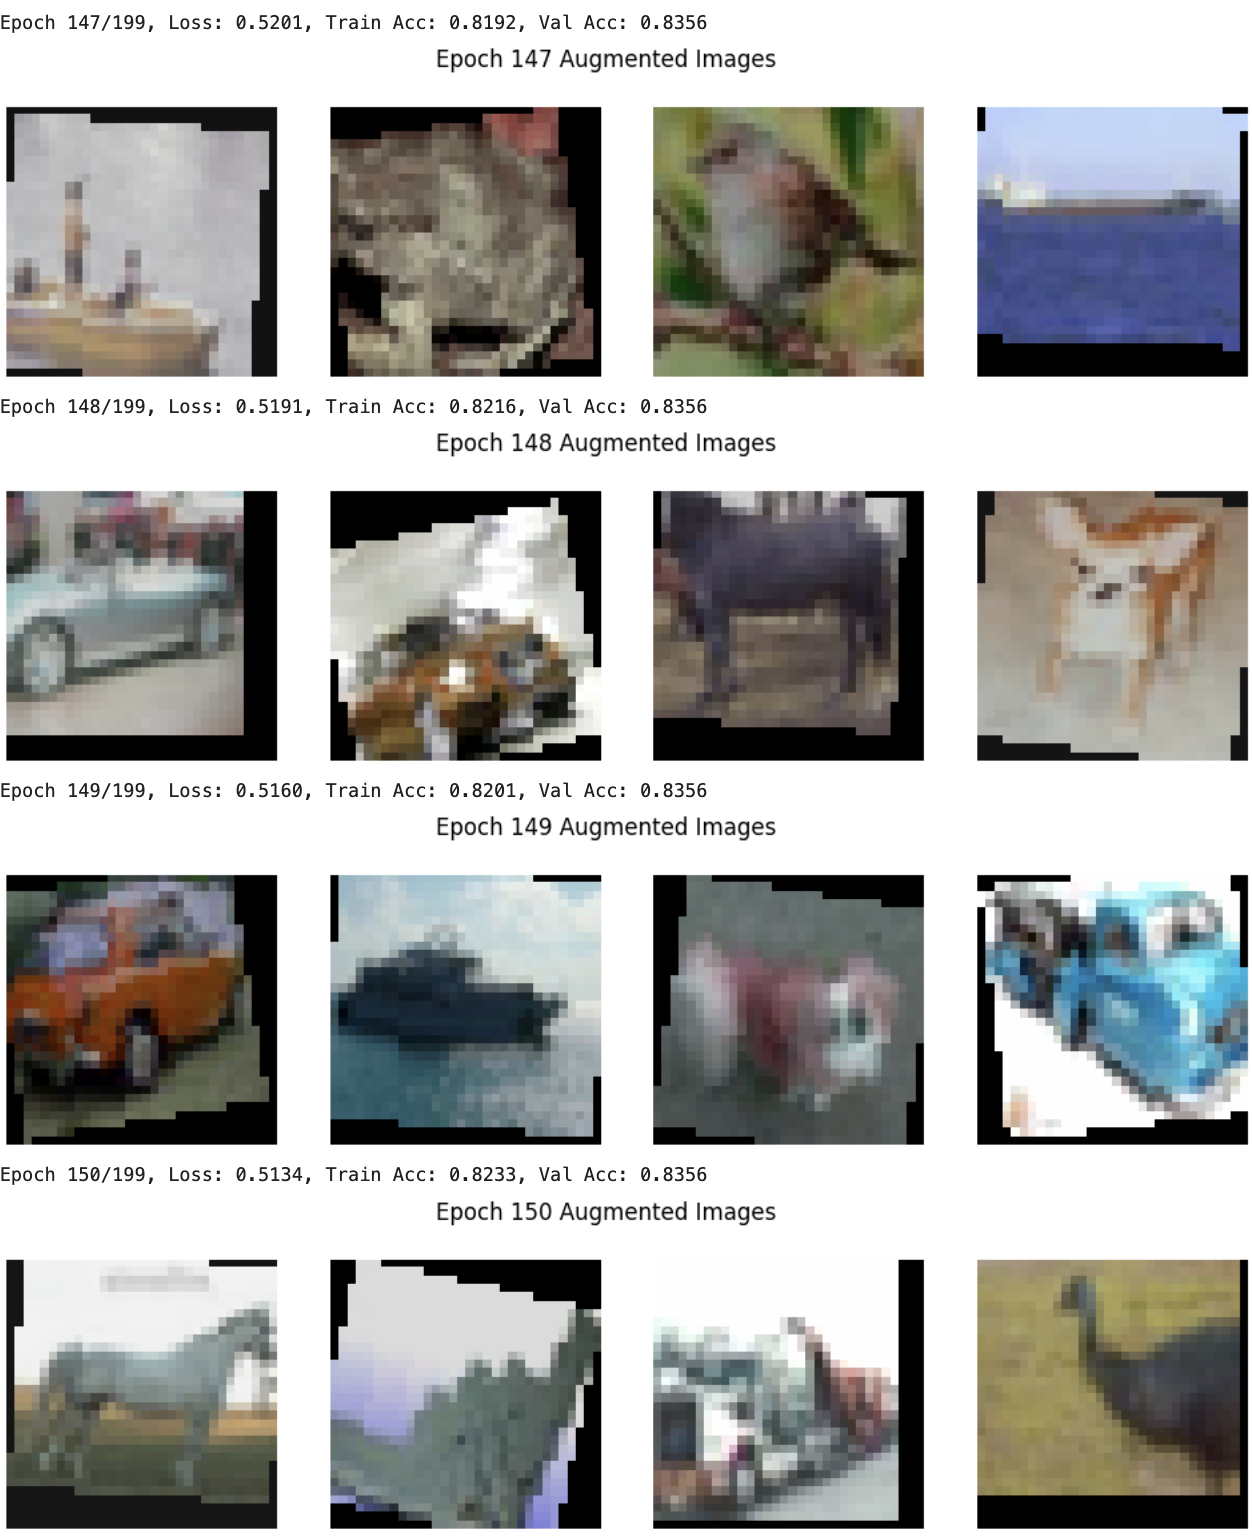 Epoch 147/199, Loss: 0.5201, Train Acc: 0.8192, Val Acc: 0.8356
Epoch 147 Augmented Images
Epoch 148/199, Loss: 0.5191, Train Acc: 0.8216, Val Acc: 0.8356
Epoch 148 Augmented Images
Epoch 149/199, Loss: 0.5160, Train Acc: 0.8201, Val Acc: 0.8356
Epoch 149 Augmented Images
Epoch 150/199, Loss: 0.5134, Train Acc: 0.8233, Val Acc: 0.8356
Epoch 150 Augmented Images